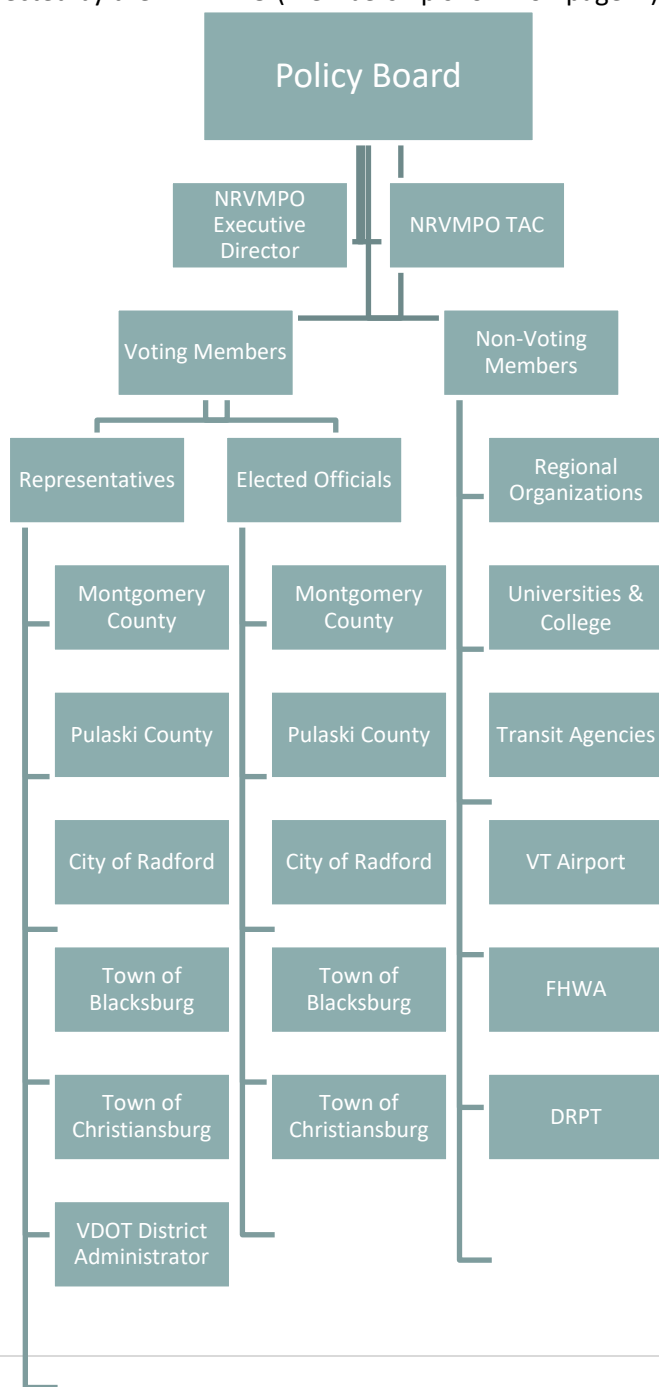 Policy Board
NRVMPO
Executive
Director
NRVMPO TAC
Voting Members
Non-Voting
Members
Representatives
Elected Officials
Regional
Organizations
Montgomery
County
Montgomery
County
Universities &
College
Pulaski County
Pulaski County
Transit Agencies
City of Radford
City of Radford
VT Airport
Town of
Blacksburg
Town of
Blacksburg
FHWA
Town of
Christiansburg
Town of
Christiansburg
DRPT
VDOT District
Administrator